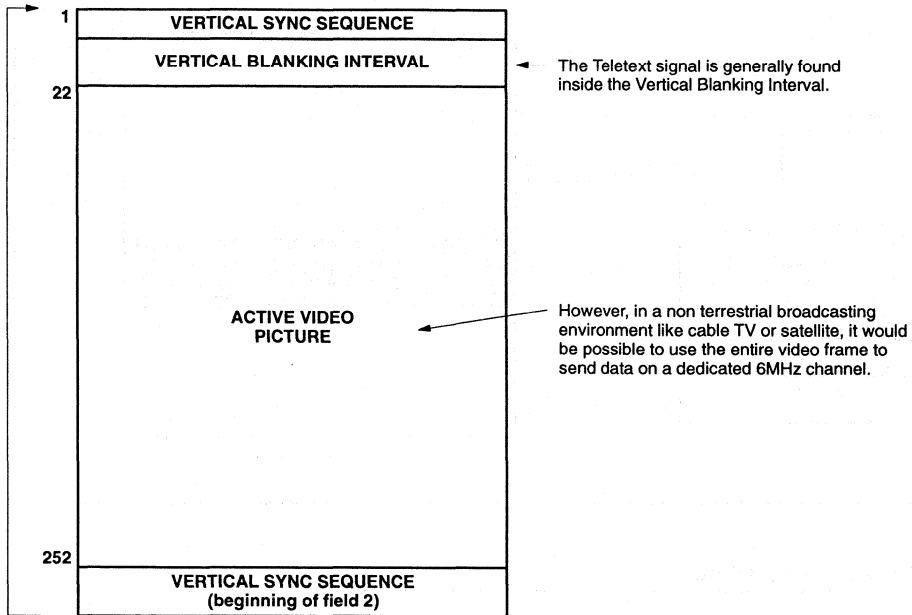 1
VERTICAL SYNC SEQUENCE
VERTICAL BLANKING INTERVAL
The Teletext signal is generally found
inside the Vertical Blanking Interval.
22
ACTIVE VIDEO
PICTURE
However, in a non terrestrial broadcasting
environment like cable TV or satellite, it would
be possible to use the entire video frame to
send data on a dedicated 6MHz channel.
252
VERTICAL SYNC SEQUENCE
(beginning of field 2)